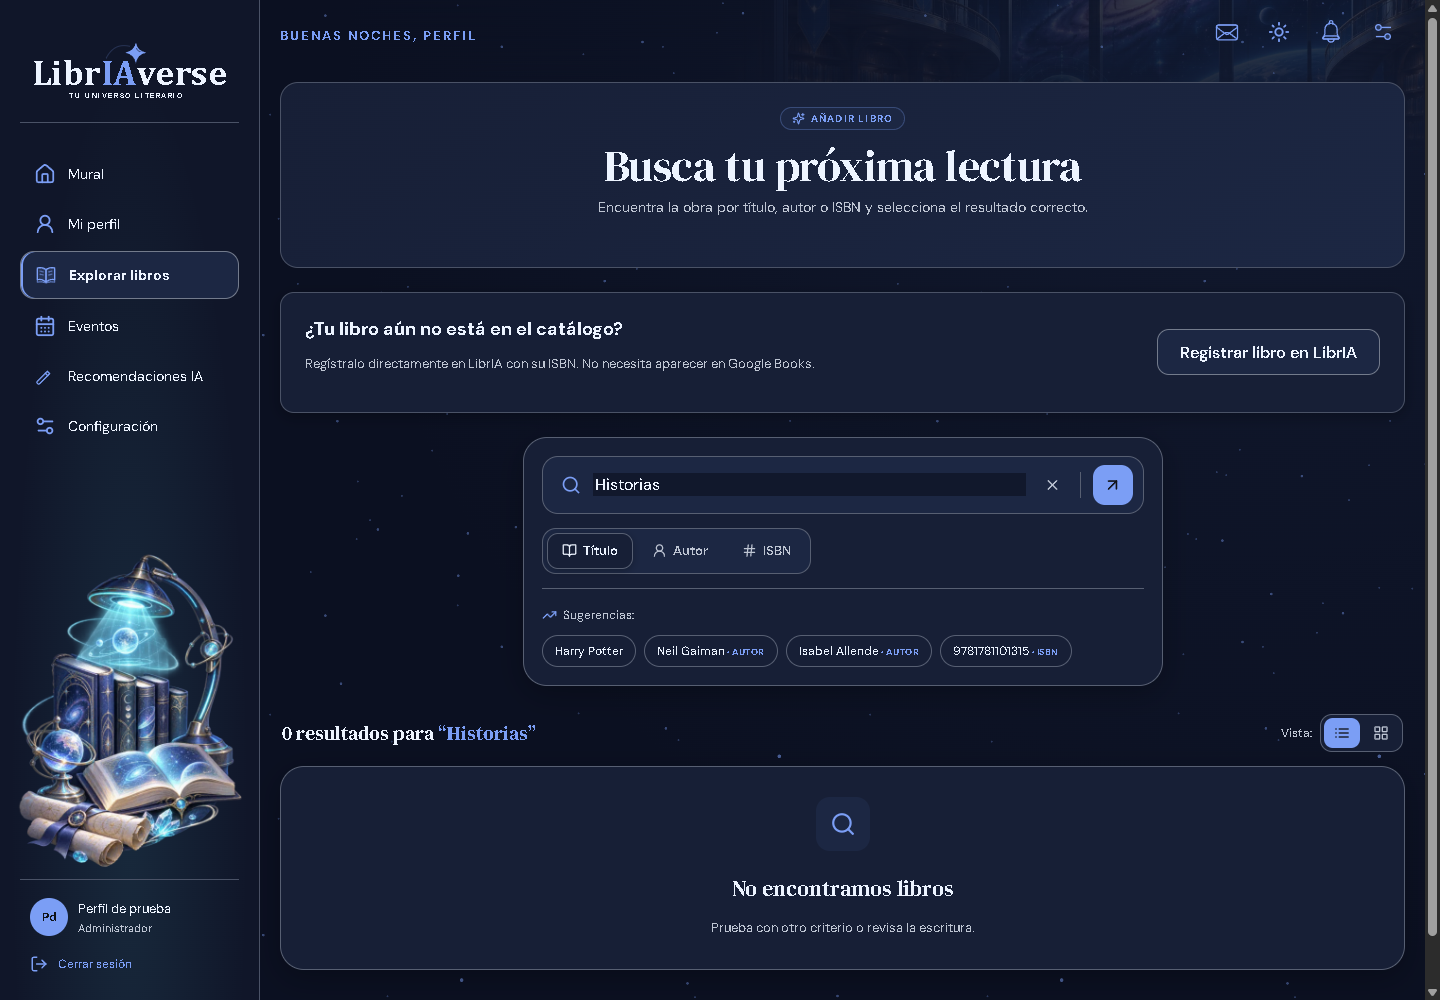 LibrIAverse
TU UNIVERSO LITERARIO
Mural
Mi perfil
Explorar libros
Eventos
Recomendaciones IA
Configuración
Pd
Perfil de prueba
Administrador
Cerrar sesión
BUENAS NOCHES, PERFIL
AÑADIR LIBRO
Busca tu próxima lectura
Encuentra la obra por título, autor o ISBN y selecciona el resultado correcto.
¿Tu libro aún no está en el catálogo?
Regístralo directamente en LibrIA con su ISBN. No necesita aparecer en Google Books.
Registrar libro en LibrIA
Historias
Título Autor ISBN
Sugerencias:
Harry Potter Neil Gaiman · AUTOR Isabel Allende · AUTOR 9781781101315 · ISBN
0 resultados para “Historias”
Vista:
No encontramos libros
Prueba con otro criterio o revisa la escritura.